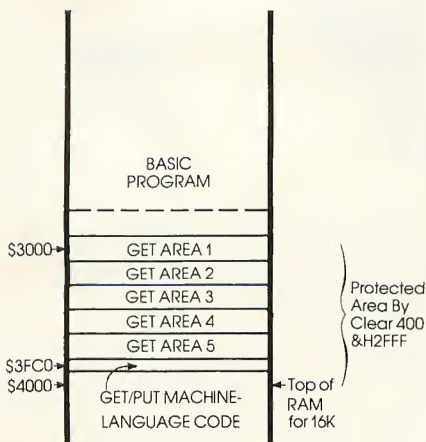 BASIC
PROGRAM
$3000
GET AREA 1
GET AREA 2
GET AREA 3
GET AREA 4
GET AREA 5
$3FC0
$4000
GET/PUT MACHINE-
LANGUAGE CODE
Protected
Area By
Clear 400
&H2FFF
Top of
RAM
for 16K